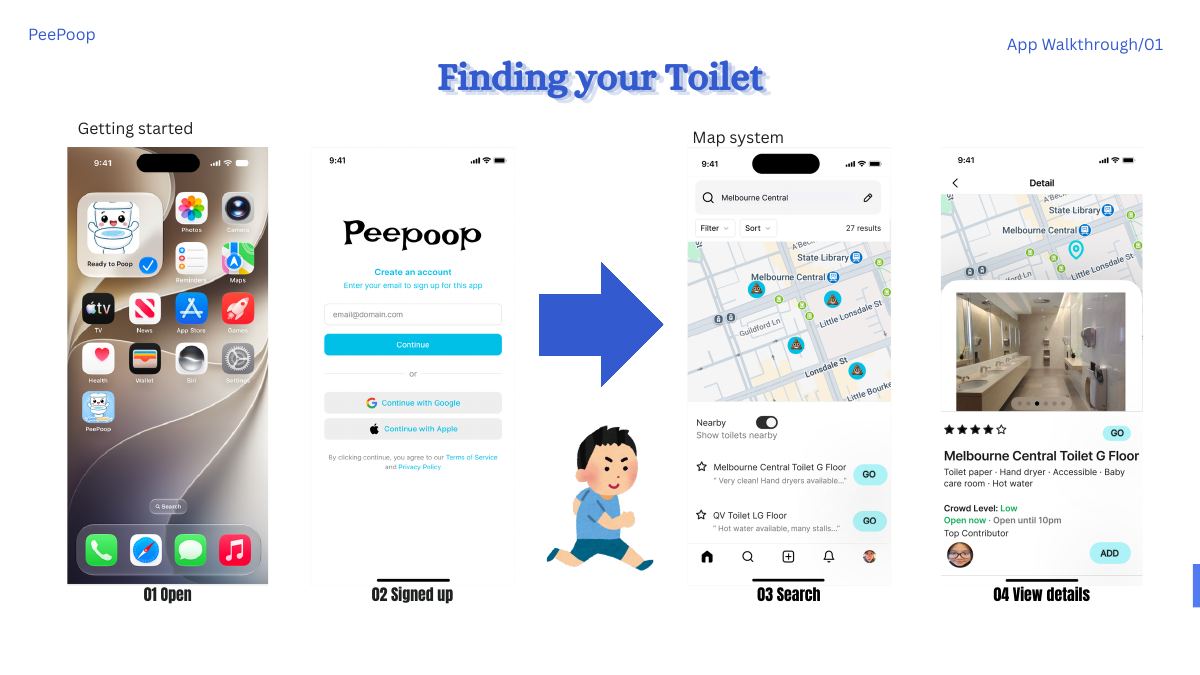 PeePoop
App Walkthrough/01
Finding your Toilet
Getting started
9:41
Ready to Poop
Photos
Camera
Reminders
Maps
tv
TV
News
App Store
Games
Health
Wallet
Siri
Settings
PeePoop
Search
01 Open
9:41
Peepoop
Create an account
Enter your email to sign up for this app
email@domain.com
Continue
or
Continue with Google
Continue with Apple
By clicking continue, you agree to our Terms of Service
and Privacy Policy
02 Signed up
Map system
9:41
Melbourne Central
Filter
Sort
27 results
A'Bec
State Library
Melbourne Central
Little Lonsdale St
Guildford Ln
Lonsdale St
Little Bourke
Nearby
Show toilets nearby
Melbourne Central Toilet G Floor
" Very clean! Hand dryers available..."
GO
QV Toilet LG Floor
" Hot water available, many stalls..."
GO
03 Search
9:41
Detail
A'Beck
State Library
Melbourne Central
Little Lonsdale St
ord Ln
GO
Melbourne Central Toilet G Floor
Toilet paper · Hand dryer · Accessible · Baby
care room · Hot water
Crowd Level: Low
Open now · Open until 10pm
Top Contributor
ADD
04 View details